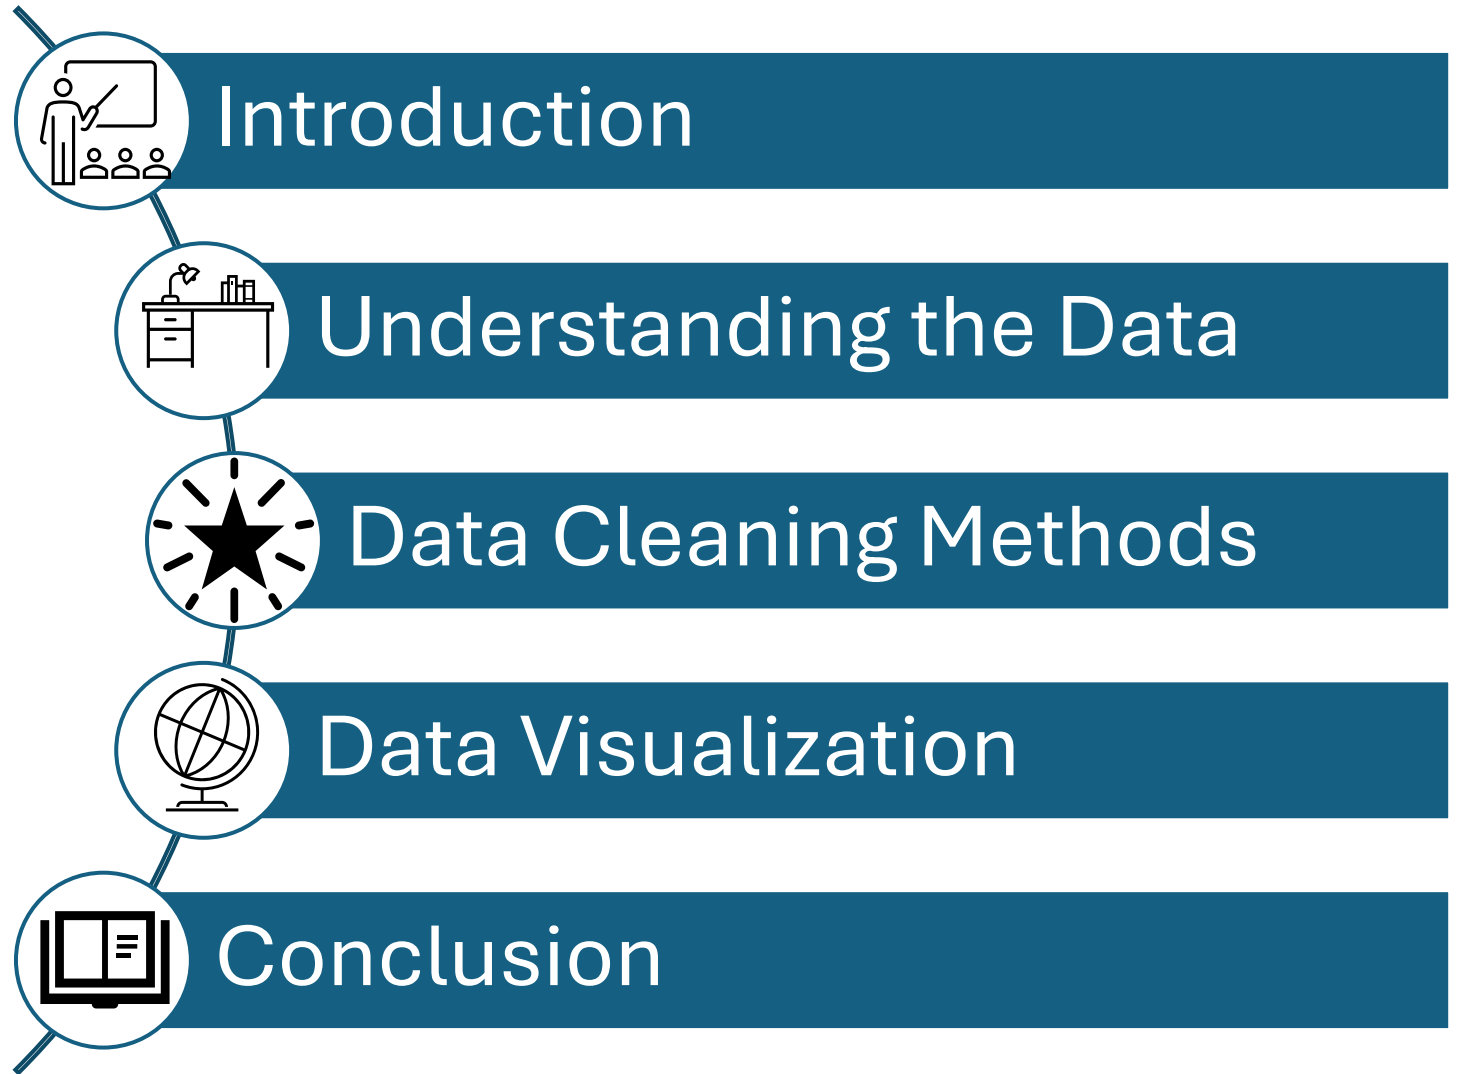 Introduction
Understanding the Data
Data Cleaning Methods
Data Visualization
Conclusion